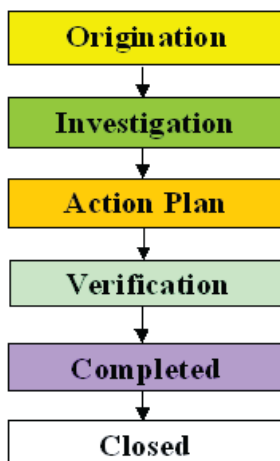 Origination
Investigation
Action Plan
Verification
Completed
Closed